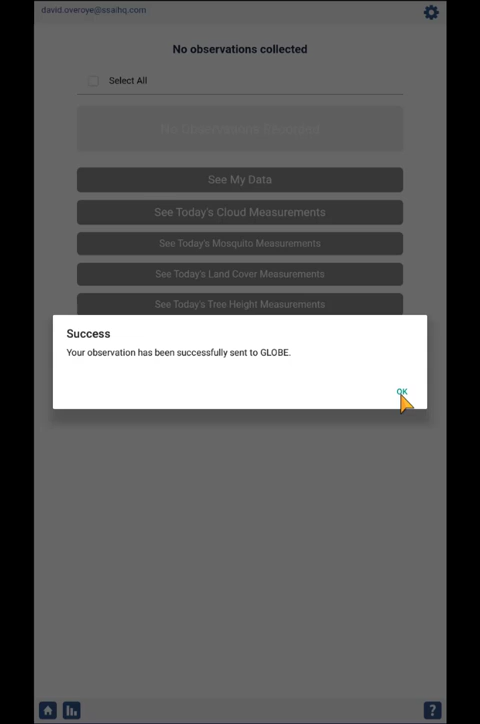 david.overoye@ssaihq.com
No observations collected
Select All
No Observations Recorded
See My Data
See Today's Cloud Measurements
See Today's Mosquito Measurements
See Today's Land Cover Measurements
See Today's Tree Height Measurements
Success
Your observation has been successfully sent to GLOBE.
OK
?